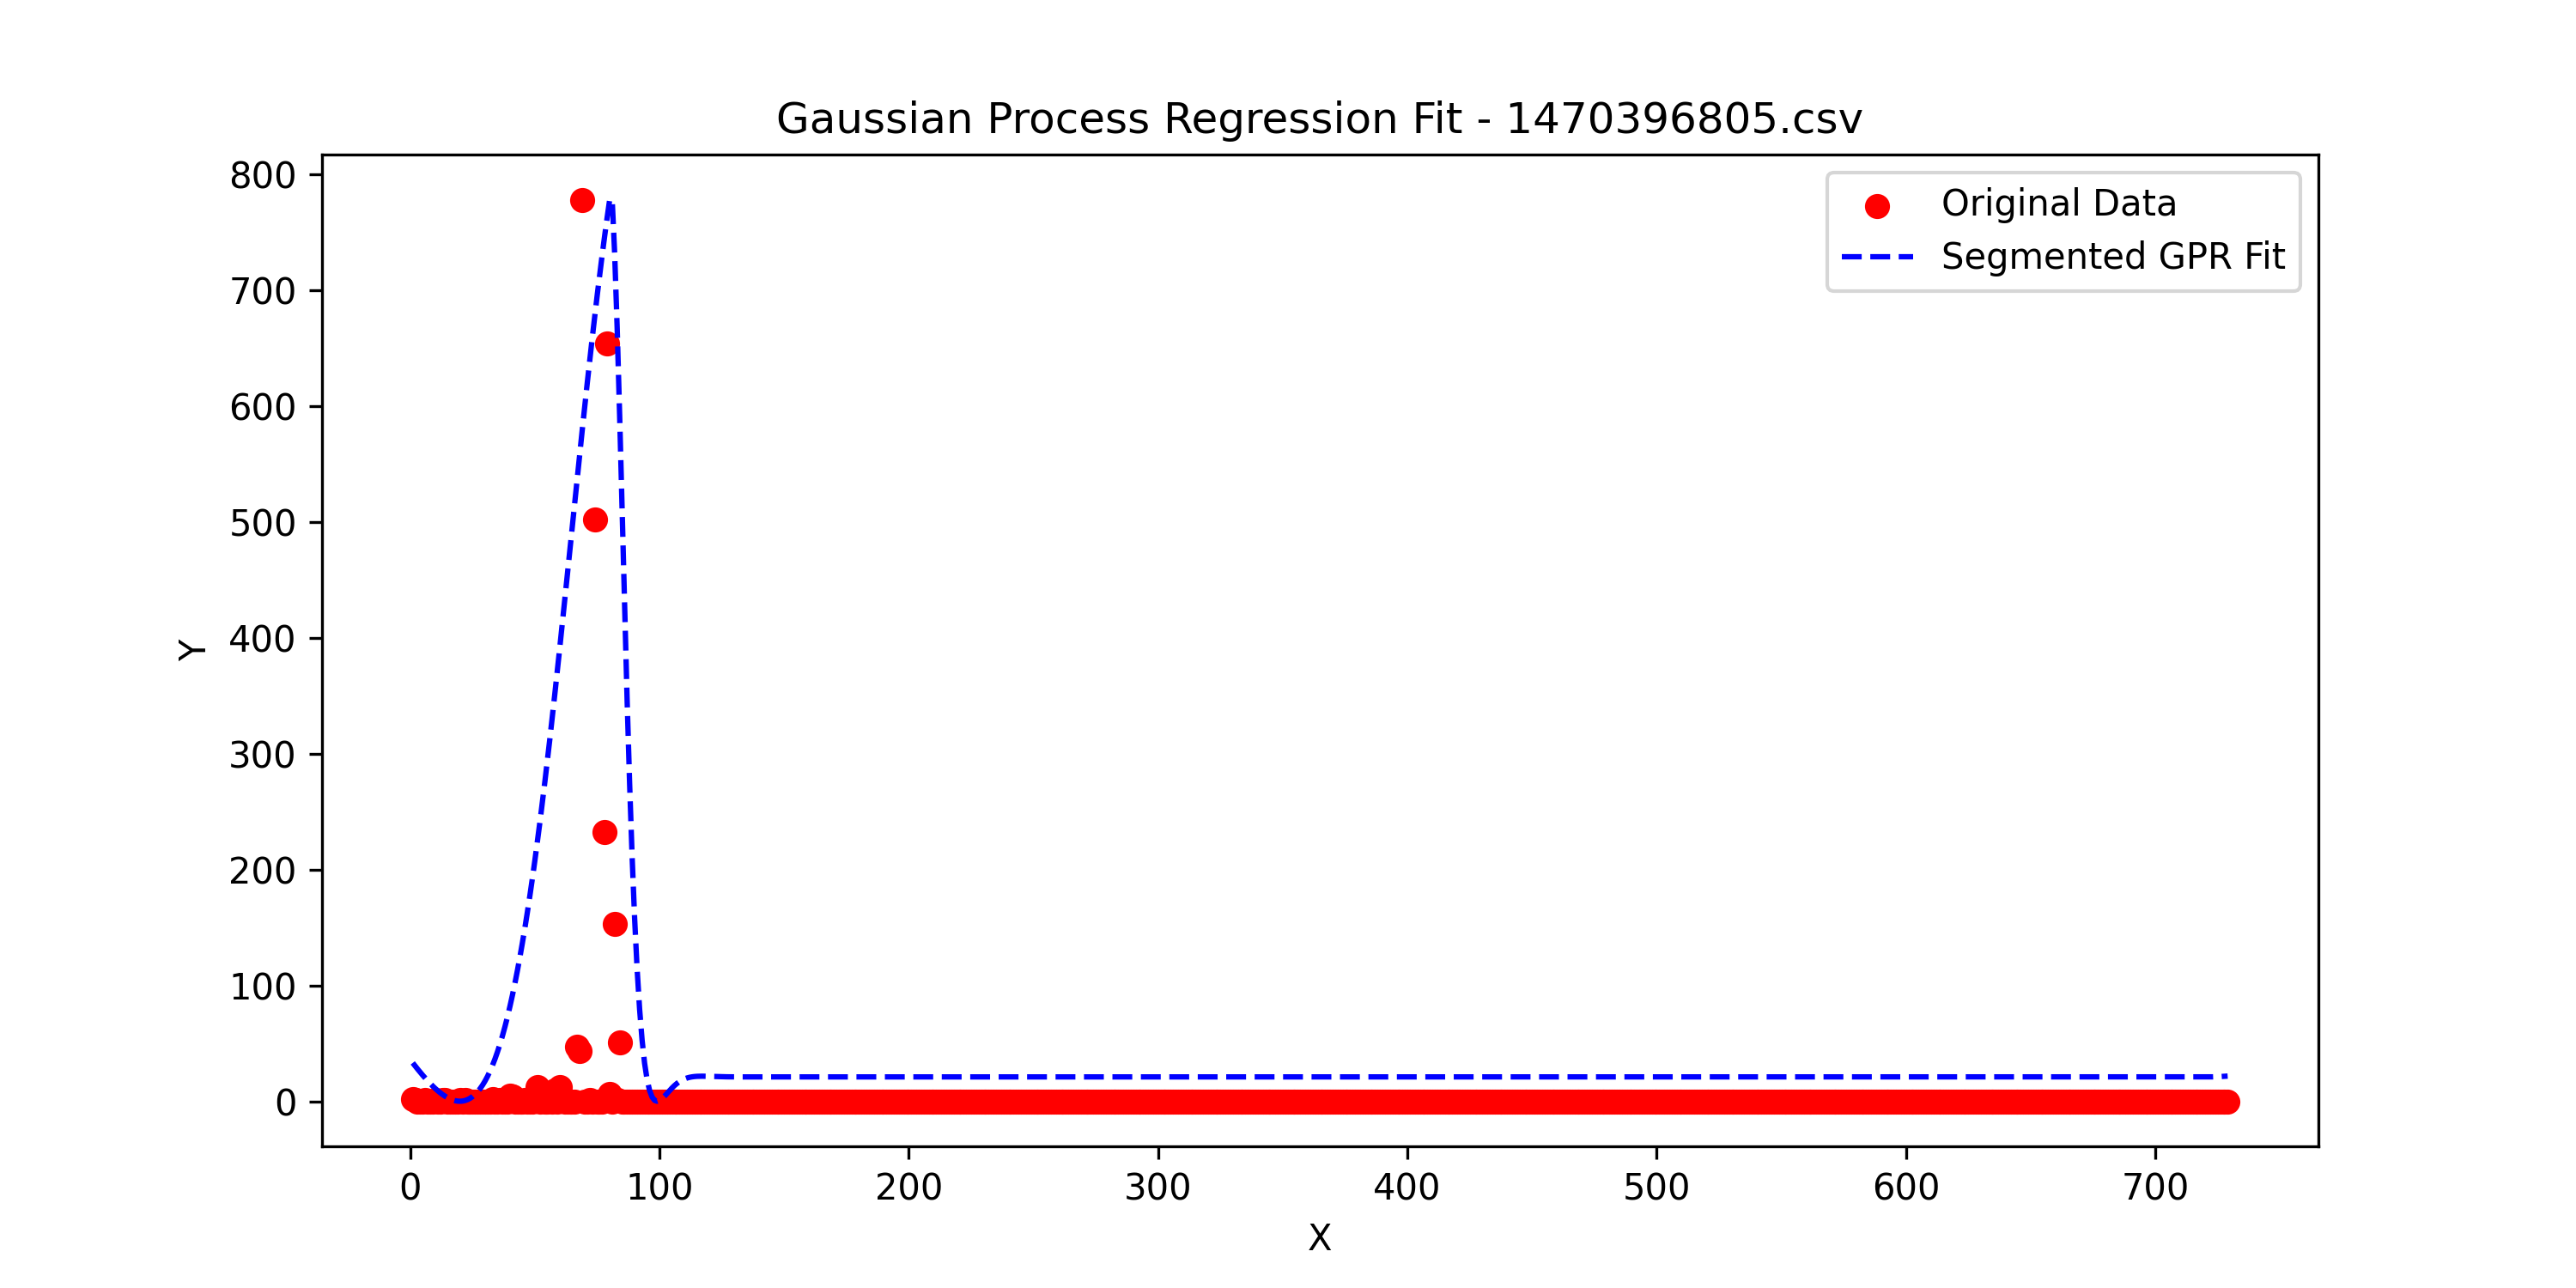 Gaussian Process Regression Fit - 1470396805.csv
Original Data
Segmented GPR Fit
800
700
600
500
400
300
200
100
0
Y
0 100 200 300 400 500 600 700
X